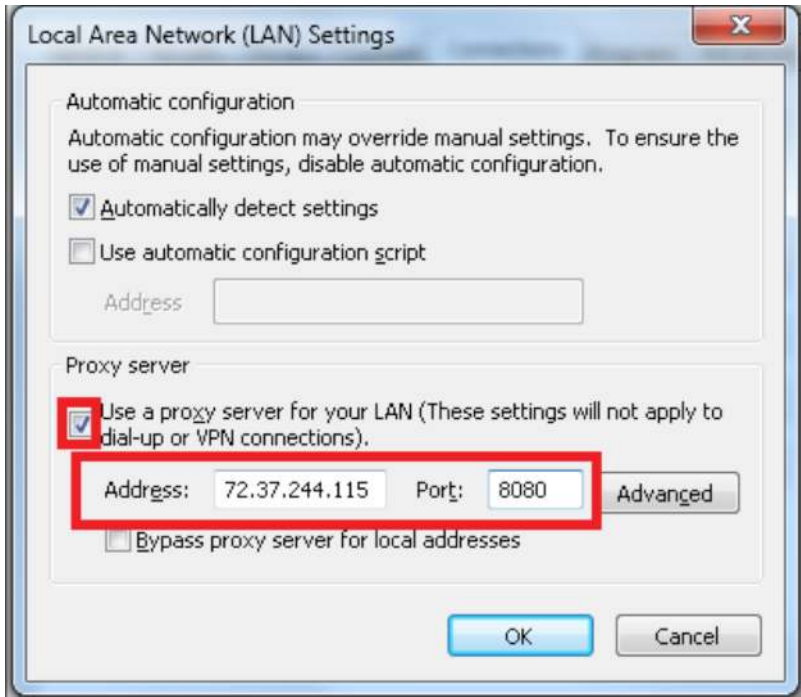 Local Area Network (LAN) Settings
Automatic configuration
Automatic configuration may override manual settings. To ensure the
use of manual settings, disable automatic configuration.
Automatically detect settings
Use automatic configuration script
Address
Proxy server
Use a proxy server for your LAN (These settings will not apply to
dial-up or VPN connections).
Address: 72.37.244.115 Port: 8080 Advanced
Bypass proxy server for local addresses
OK Cancel